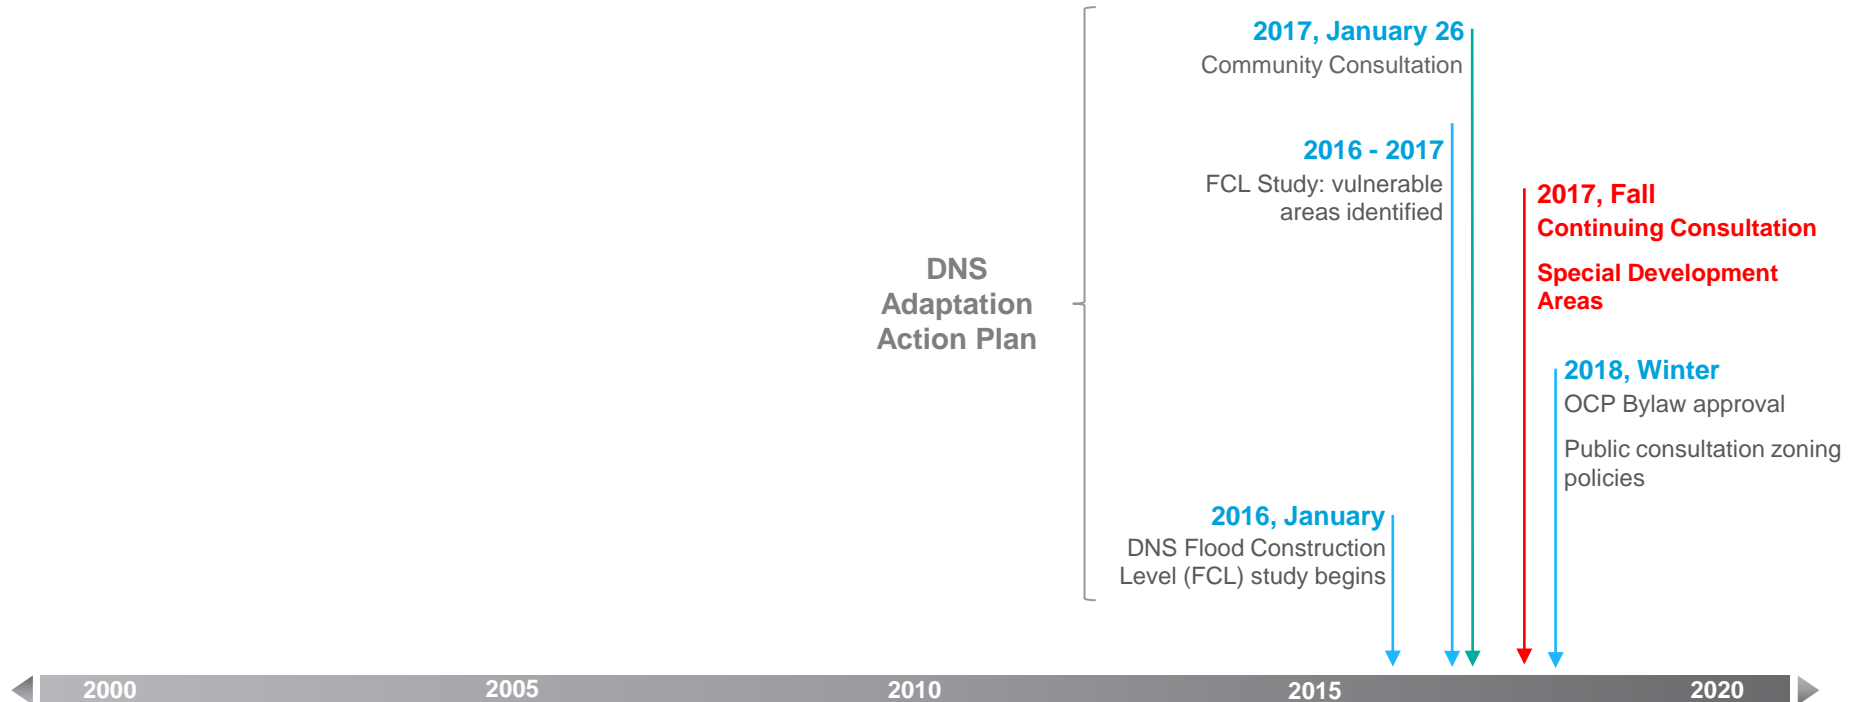 2017, January 26
Community Consultation
2016 - 2017
FCL Study: vulnerable
areas identified
2017, Fall
Continuing Consultation
Special Development
Areas
DNS
Adaptation
Action Plan
2018, Winter
OCP Bylaw approval
Public consultation zoning
policies
2016, January
DNS Flood Construction
Level (FCL) study begins
2000 2005 2010 2015 2020